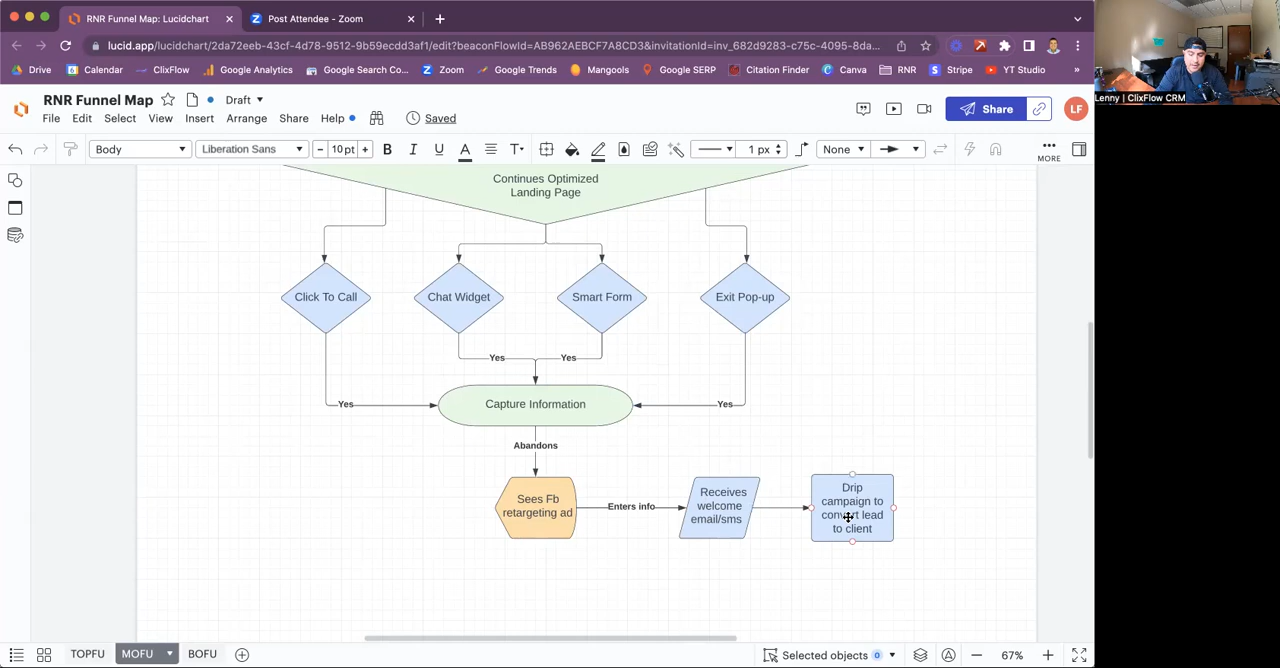 RNR Funnel Map: Lucidchart
Post Attendee - Zoom
lucid.app/lucidchart/2da72eeb-43cf-4d78-9512-9b59ecdd3af1/edit?beaconFlowId=AB962AEBCF7A8CD3&invitationId=inv_682d9283-c75c-4095-8da...
Drive
Calendar
ClixFlow
Google Analytics
Google Search Co...
Zoom
Google Trends
Mangools
Google SERP
Citation Finder
Canva
RNR
Stripe
YT Studio
»
Lenny | ClixFlow CRM
RNR Funnel Map
Draft
Share
LF
File
Edit
Select
View
Insert
Arrange
Share
Help
Saved
Body
Liberation Sans
10 pt
B
I
U
A
T
1 px
None
MORE
Continues Optimized
Landing Page
Click To Call
Chat Widget
Smart Form
Exit Pop-up
Yes
Yes
Yes
Yes
Capture Information
Abandons
Sees Fb
retargeting ad
Enters info
Receives
welcome
email/sms
Drip
campaign to
convert lead
to client
TOPFU
MOFU
BOFU
Selected objects
0
67%